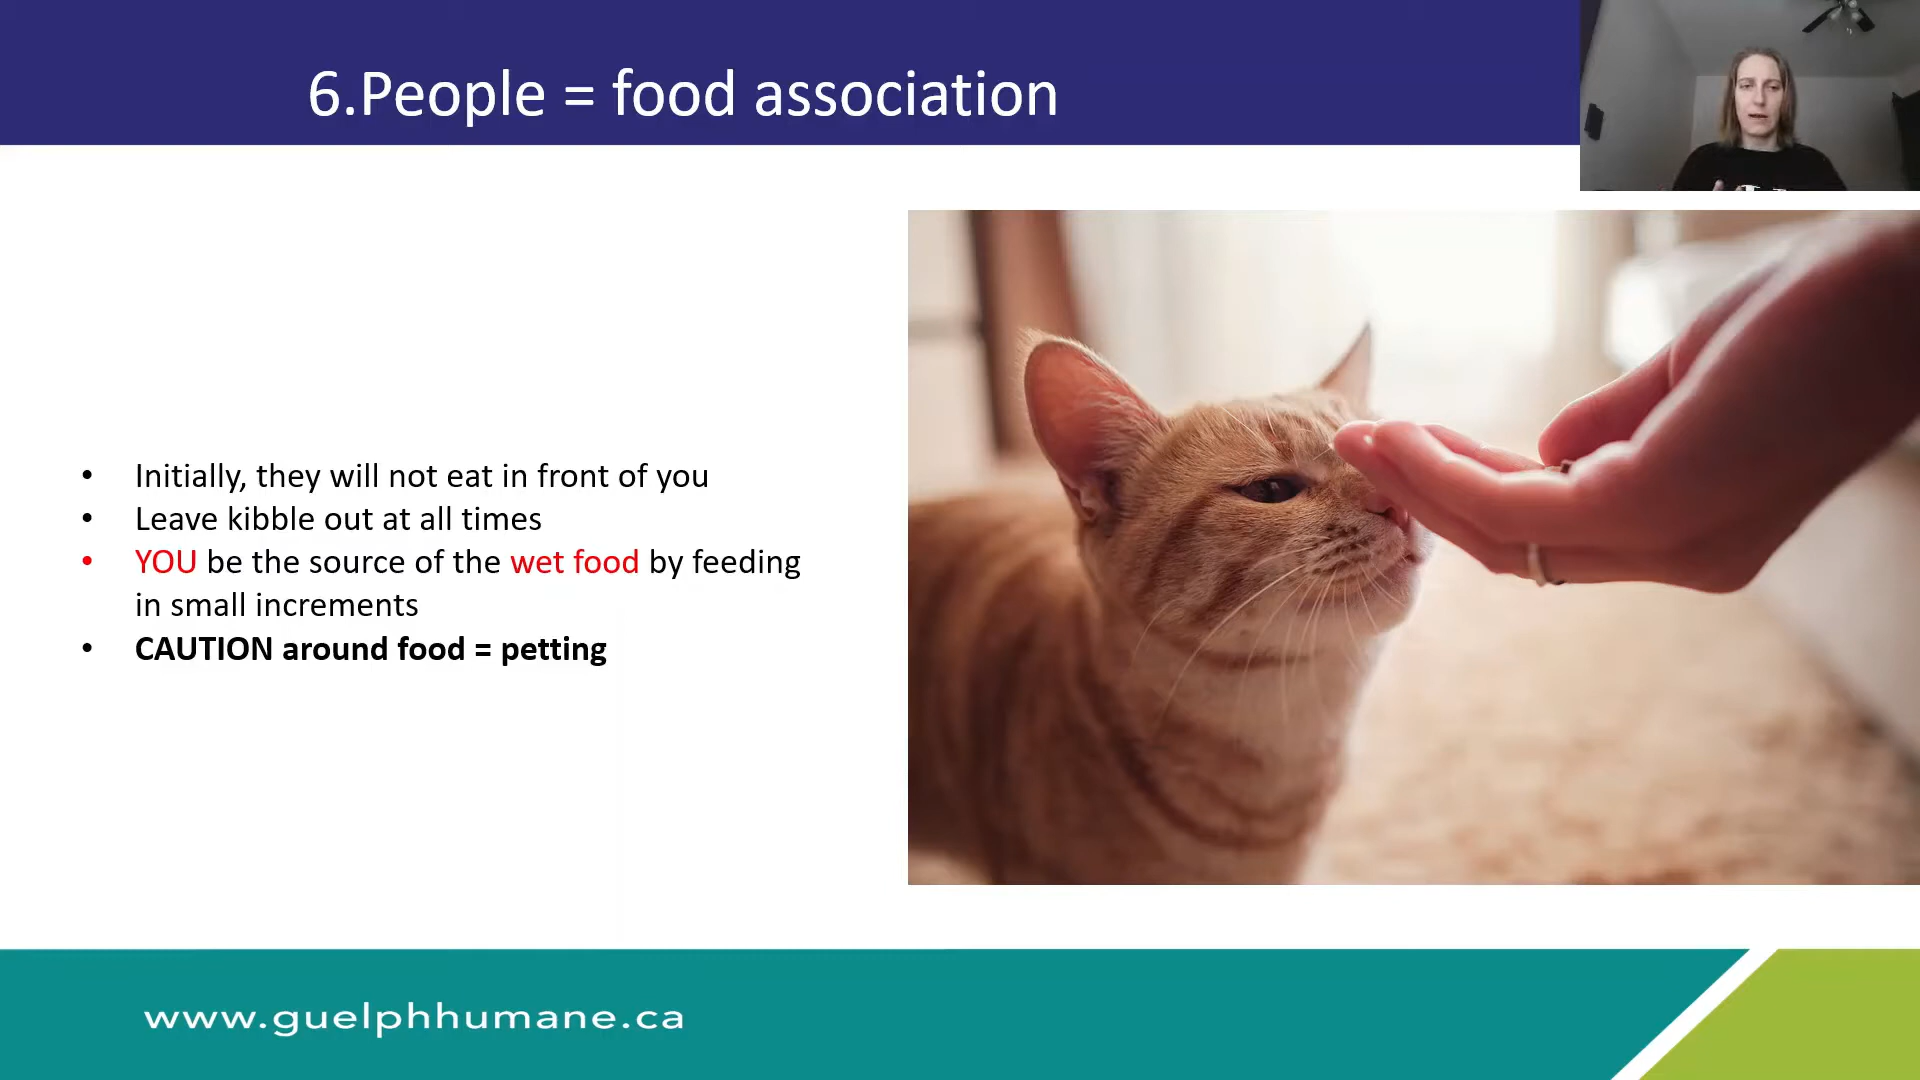 6.People = food association
• Initially, they will not eat in front of you
• Leave kibble out at all times
• YOU be the source of the wet food by feeding
in small increments
• CAUTION around food = petting
www.guelphhumane.ca